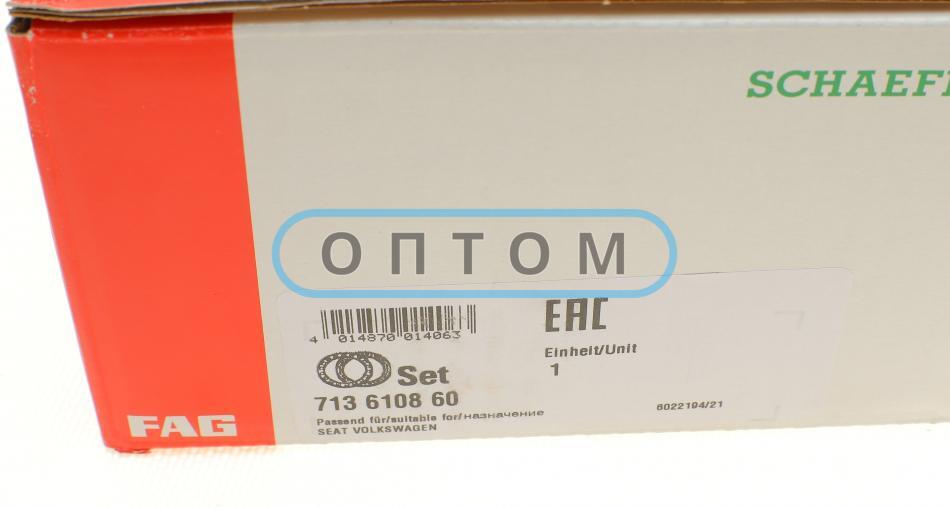 SCHAEFF
ОПТОМ
EAC
4 014870 014063
Einheit/Unit
1
Set
713 6108 60
6022194/21
Passend für/suitable for/назначение
SEAT VOLKSWAGEN
FAG